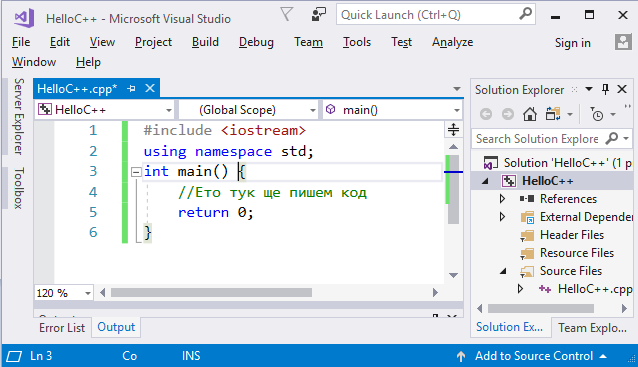 HelloC++ - Microsoft Visual Studio
Quick Launch (Ctrl+Q)
File Edit View Project Build Debug Team Tools Test Analyze Sign in
Window Help
Server Explorer
Toolbox
HelloC++.cpp*
HelloC++ (Global Scope) main()
1 #include <iostream>
2 using namespace std;
3 int main() {
4 //Ето тук ще пишем код
5 return 0;
6 }
120 %
Error List Output
Solution Explorer
Search Solution Explore
Solution 'HelloC++' (1 p
HelloC++
References
External Depende
Header Files
Resource Files
Source Files
HelloC++.cpp
Solution Ex... Team Explo...
Ln 3 Co INS Add to Source Control